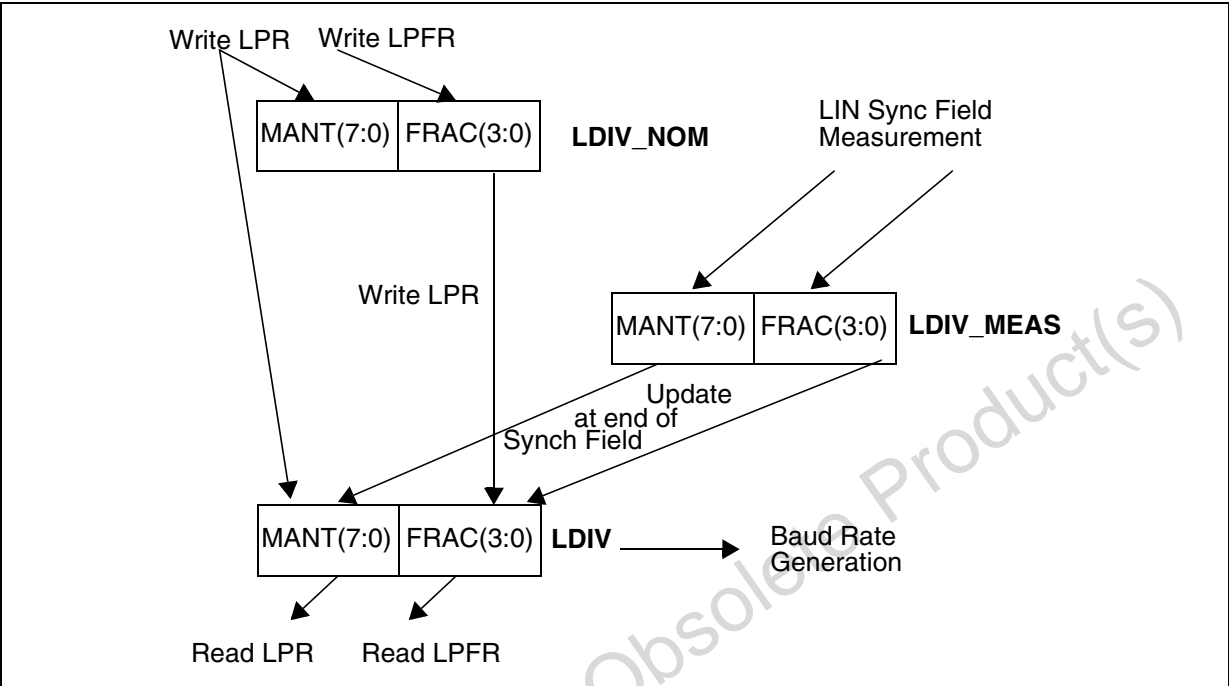 Write LPR
Write LPFR
MANT(7:0)
FRAC(3:0)
LDIV_NOM
LIN Sync Field
Measurement
Write LPR
MANT(7:0)
FRAC(3:0)
LDIV_MEAS
Update
at end of
Synch Field
MANT(7:0)
FRAC(3:0)
LDIV
Baud Rate
Generation
Read LPR
Read LPFR
Obsolete Product(s)